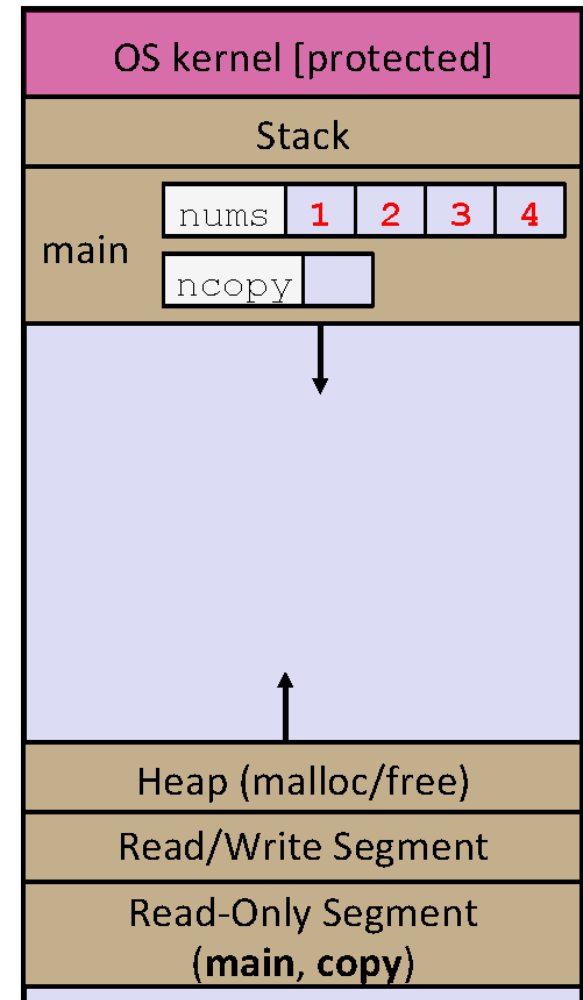 OS kernel [protected]
Stack
main
nums 1 2 3 4
ncopy
Heap (malloc/free)
Read/Write Segment
Read-Only Segment
(main, copy)